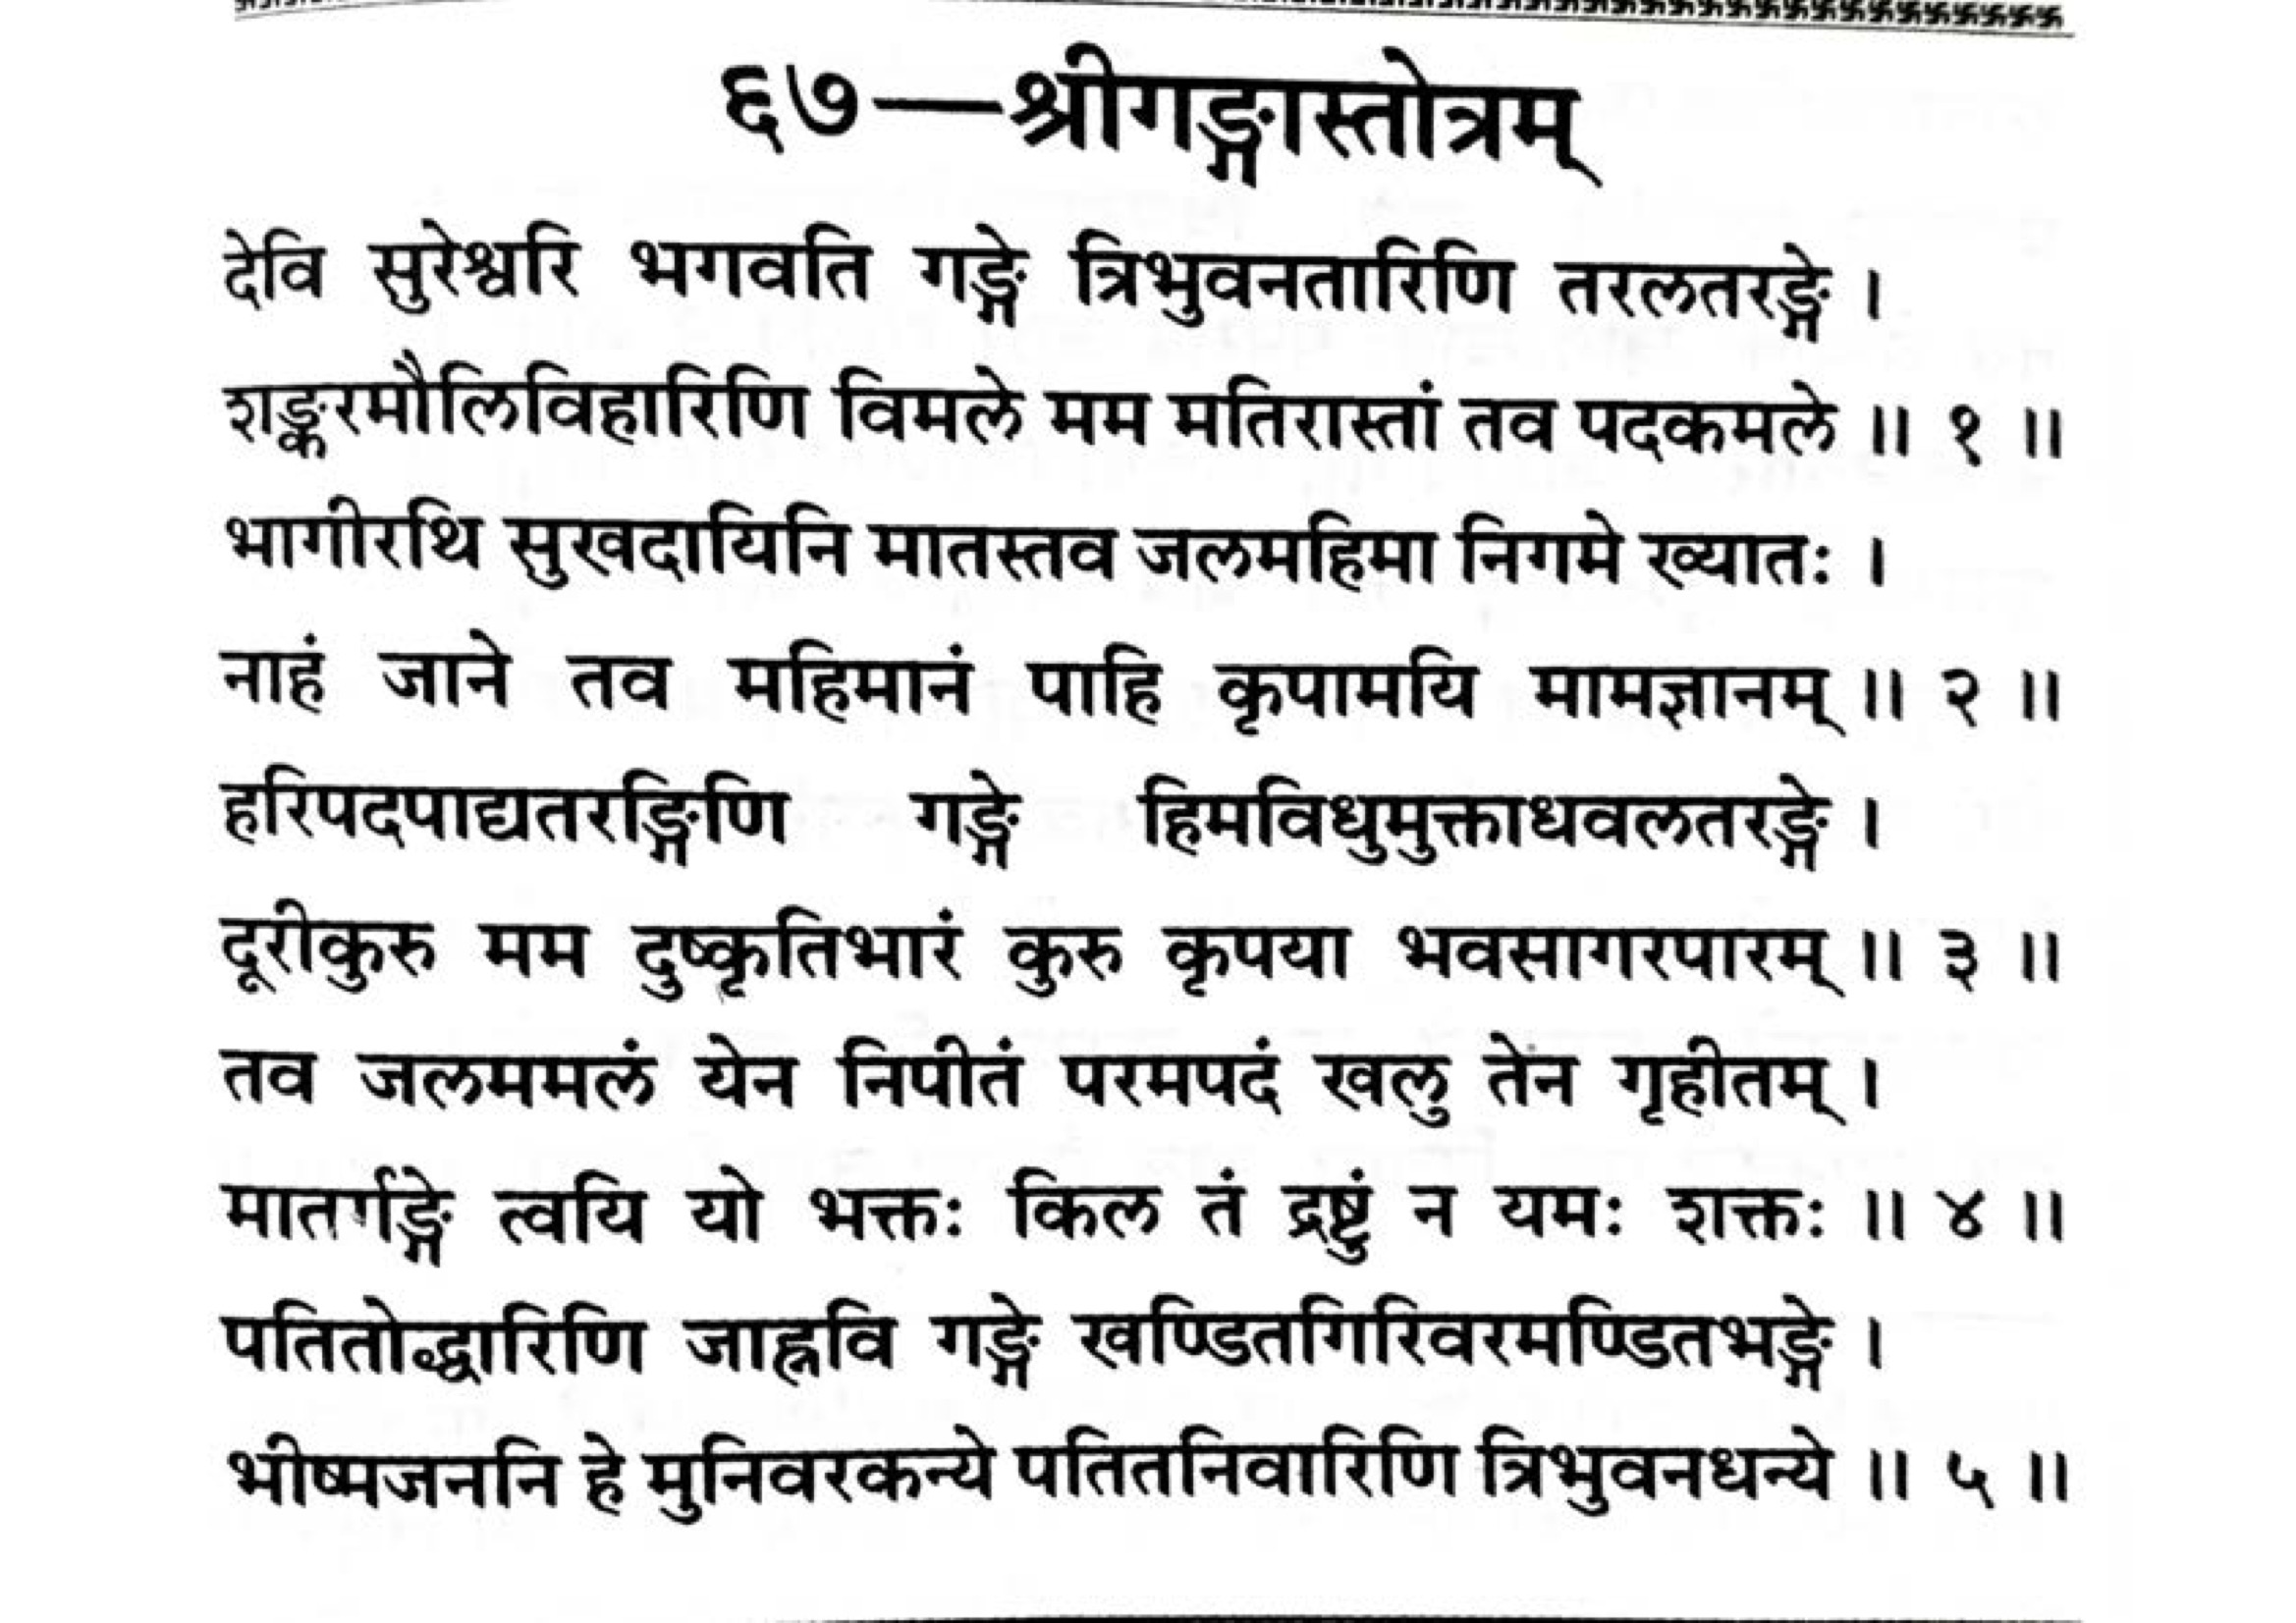 ६७—श्रीगङ्गास्तोत्रम्
देवि सुरेश्वरि भगवति गङ्गे त्रिभुवनतारिणि तरलतरङ्गे ।
शङ्करमौलिविहारिणि विमले मम मतिरास्तां तव पदकमले ॥ १ ॥
भागीरथि सुखदायिनि मातस्तव जलमहिमा निगमे ख्यातः ।
नाहं जाने तव महिमानं पाहि कृपामयि मामज्ञानम् ॥ २ ॥
हरिपदपाद्यतरङ्गिणि गङ्गे हिमविधुमुक्ताधवलतरङ्गे ।
दूरीकुरु मम दुष्कृतिभारं कुरु कृपया भवसागरपारम् ॥ ३ ॥
तव जलममलं येन निपीतं परमपदं खलु तेन गृहीतम् ।
मातर्गङ्गे त्वयि यो भक्तः किल तं द्रष्टुं न यमः शक्तः ॥ ४ ॥
पतितोद्धारिणि जाह्नवि गङ्गे खण्डितगिरिवरमण्डितभङ्गे ।
भीष्मजननि हे मुनिवरकन्ये पतितनिवारिणि त्रिभुवनधन्ये ॥ ५ ॥